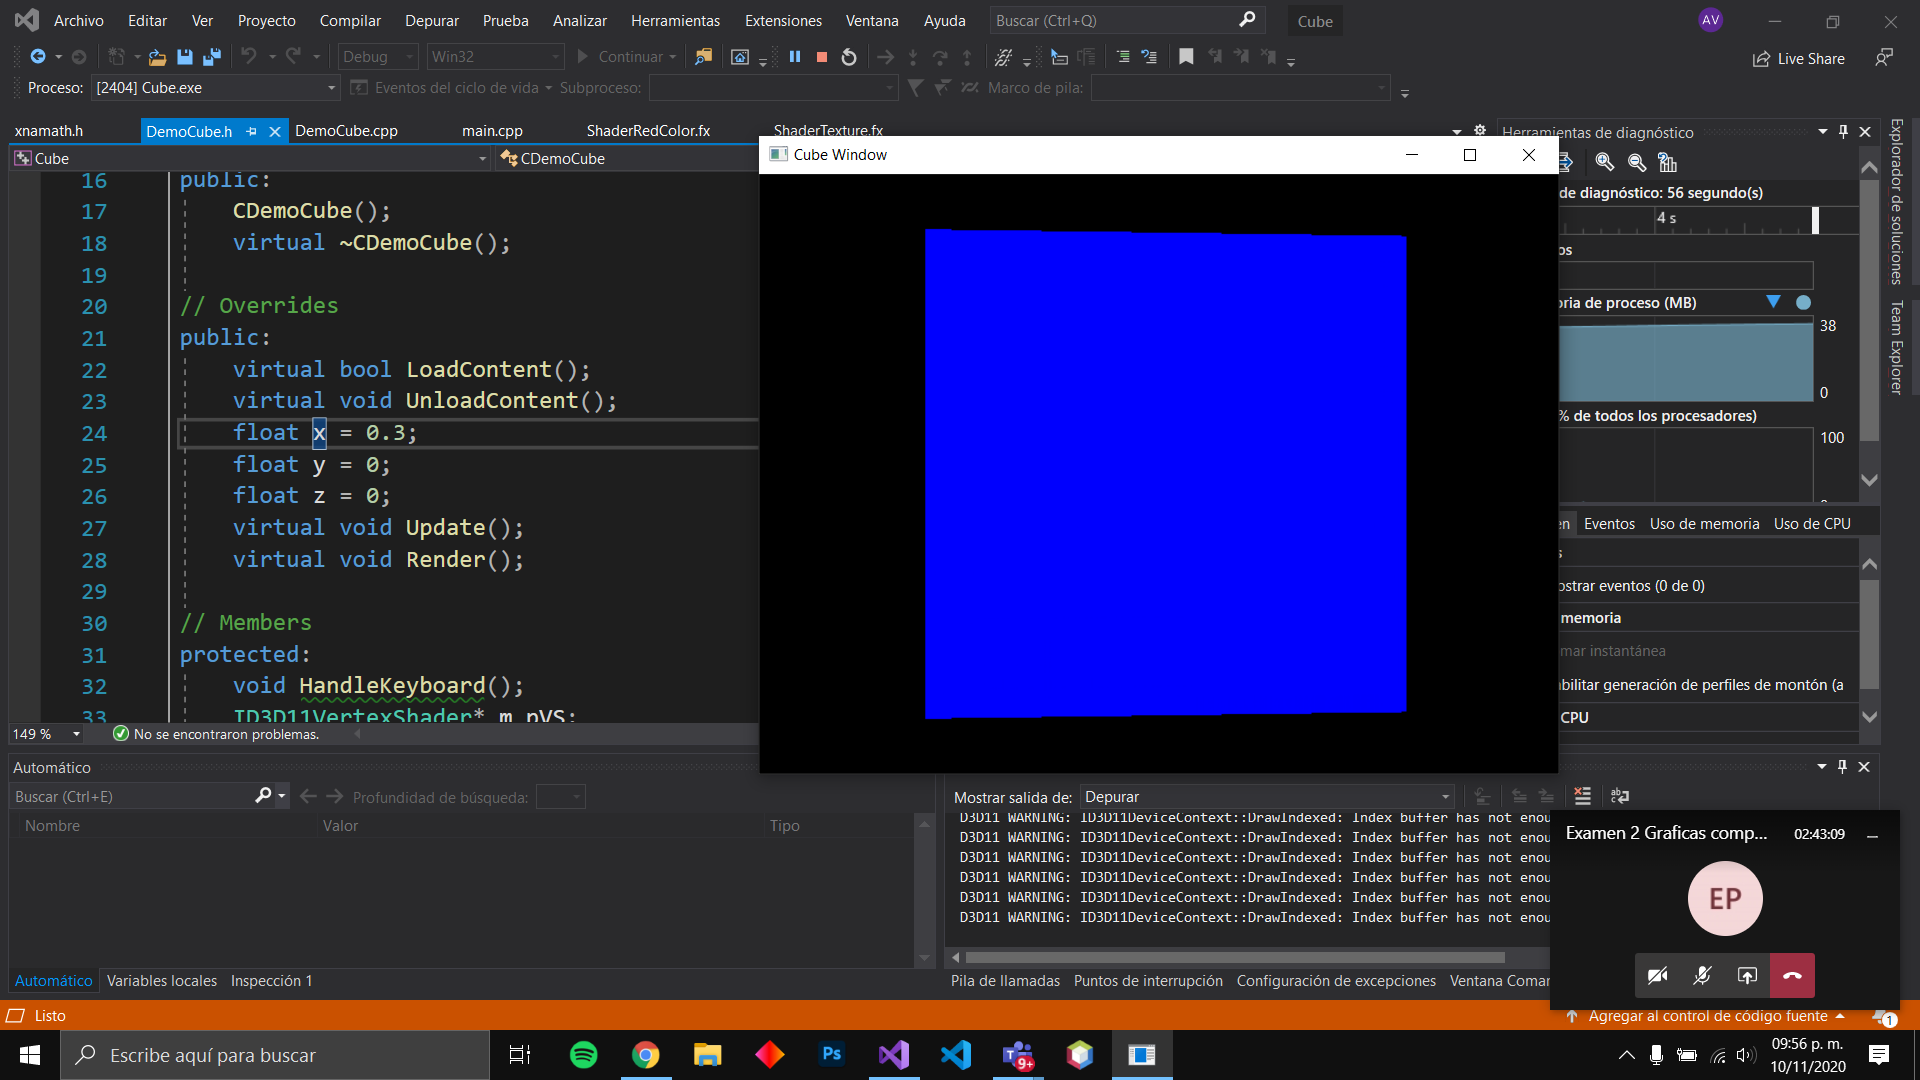 Archivo Editar Ver Proyecto Compilar Depurar Prueba Analizar Herramientas Extensiones Ventana Ayuda Buscar (Ctrl+Q) Cube AV
Debug Win32 Continuar Live Share
Proceso: [2404] Cube.exe Eventos del ciclo de vida Subproceso: Marco de pila:
xnamath.h DemoCube.h DemoCube.cpp main.cpp ShaderRedColor.fx ShaderTexture.fx
Cube CDemoCube
16 public:
17 CDemoCube();
18 virtual ~CDemoCube();
19
20 // Overrides
21 public:
22 virtual bool LoadContent();
23 virtual void UnloadContent();
24 float x = 0.3;
25 float y = 0;
26 float z = 0;
27 virtual void Update();
28 virtual void Render();
29
30 // Members
31 protected:
32 void HandleKeyboard();
33 ID3D11VertexShader* m_pVS;
149 % No se encontraron problemas.
Cube Window
Herramientas de diagnóstico
de diagnóstico: 56 segundo(s)
4 s
os
oria de proceso (MB)
38
0
% de todos los procesadores)
100
en Eventos Uso de memoria Uso de CPU
s
ostrar eventos (0 de 0)
memoria
mar instantánea
abilitar generación de perfiles de montón (a
CPU
Explorador de soluciones
Team Explorer
Automático
Buscar (Ctrl+E) Profundidad de búsqueda:
Nombre Valor Tipo
Automático Variables locales Inspección 1
Mostrar salida de: Depurar
D3D11 WARNING: ID3D11DeviceContext::DrawIndexed: Index buffer has not enou
D3D11 WARNING: ID3D11DeviceContext::DrawIndexed: Index buffer has not enou
D3D11 WARNING: ID3D11DeviceContext::DrawIndexed: Index buffer has not enou
D3D11 WARNING: ID3D11DeviceContext::DrawIndexed: Index buffer has not enou
D3D11 WARNING: ID3D11DeviceContext::DrawIndexed: Index buffer has not enou
D3D11 WARNING: ID3D11DeviceContext::DrawIndexed: Index buffer has not enou
Pila de llamadas Puntos de interrupción Configuración de excepciones Ventana Coman
Examen 2 Graficas comp... 02:43:09
EP
Listo
Agregar al control de código fuente 1
Escribe aquí para buscar
Ps
9+
09:56 p. m.
10/11/2020